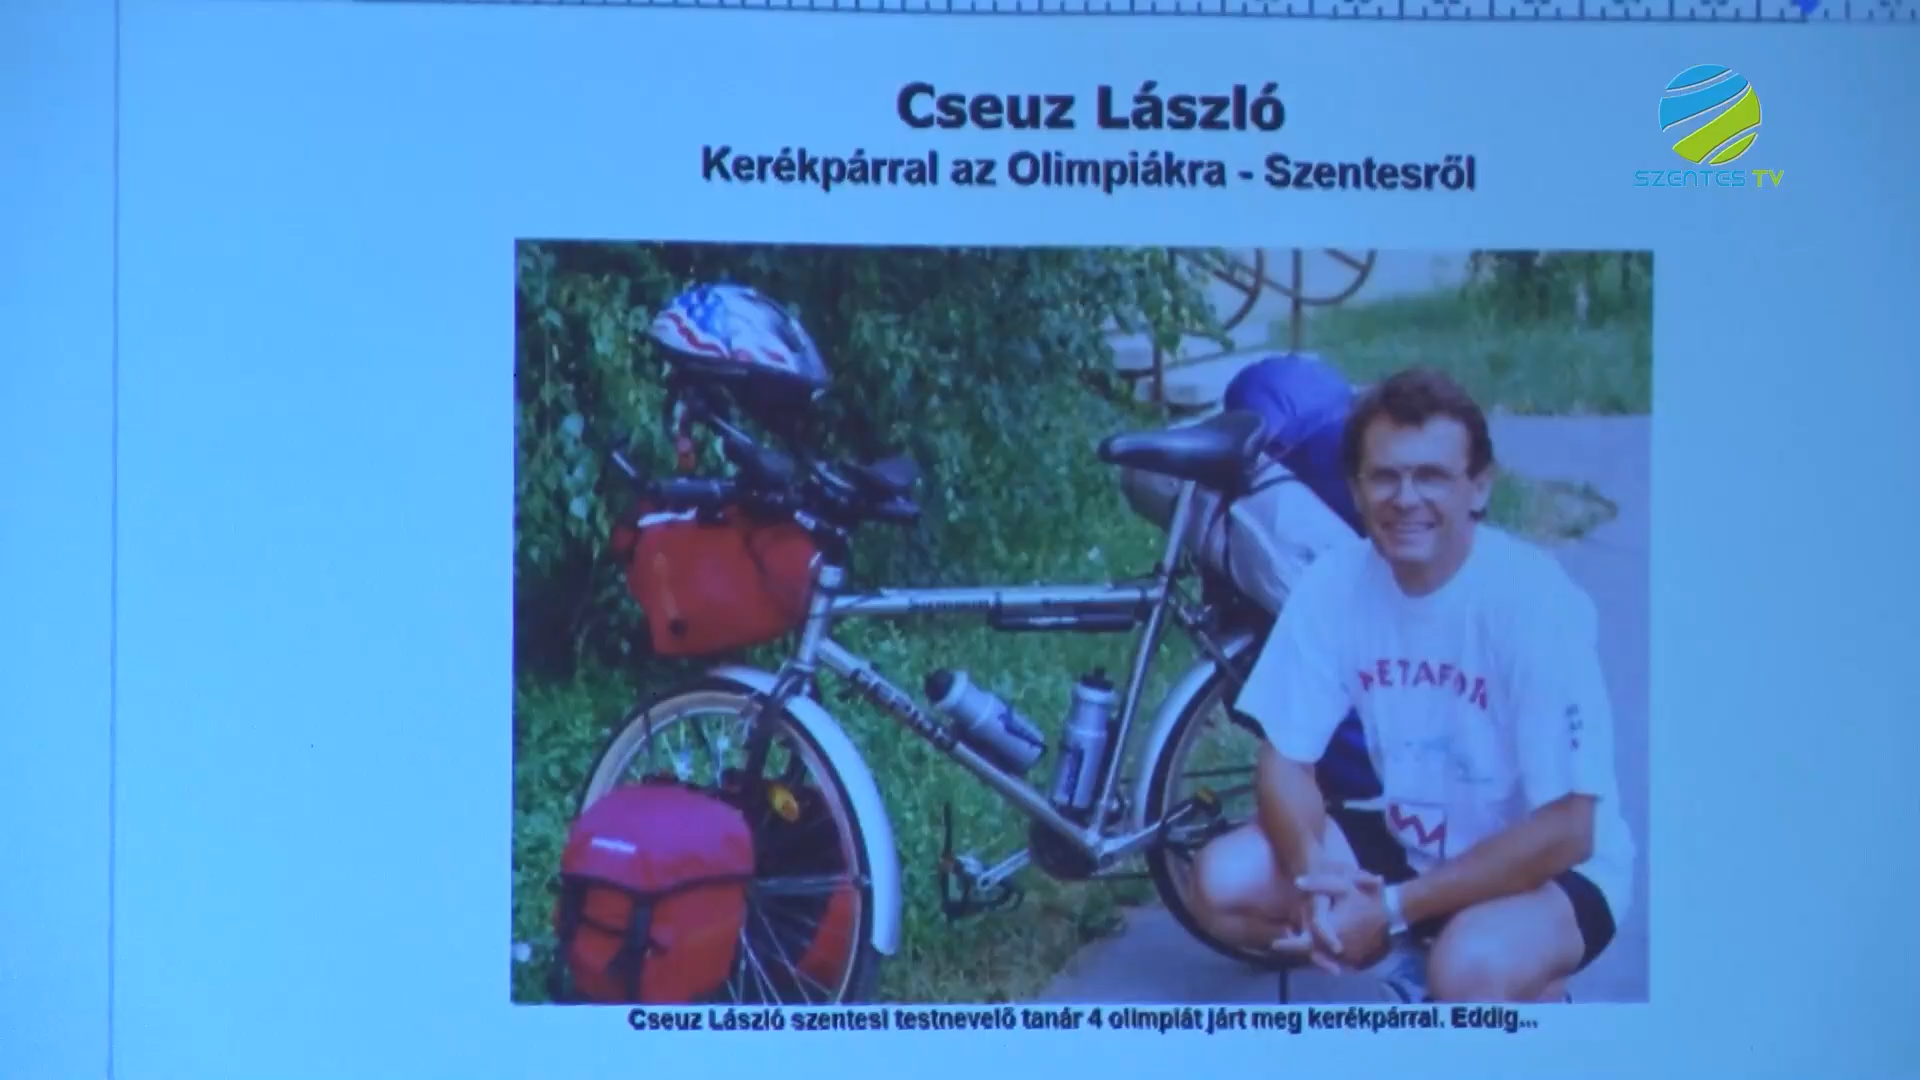 Cseuz László
SZENTES TV
Kerékpárral az Olimpiákra - Szentesről
Cseuz László szentesi testnevelő tanár 4 olimpiát járt meg kerékpárral. Eddig...